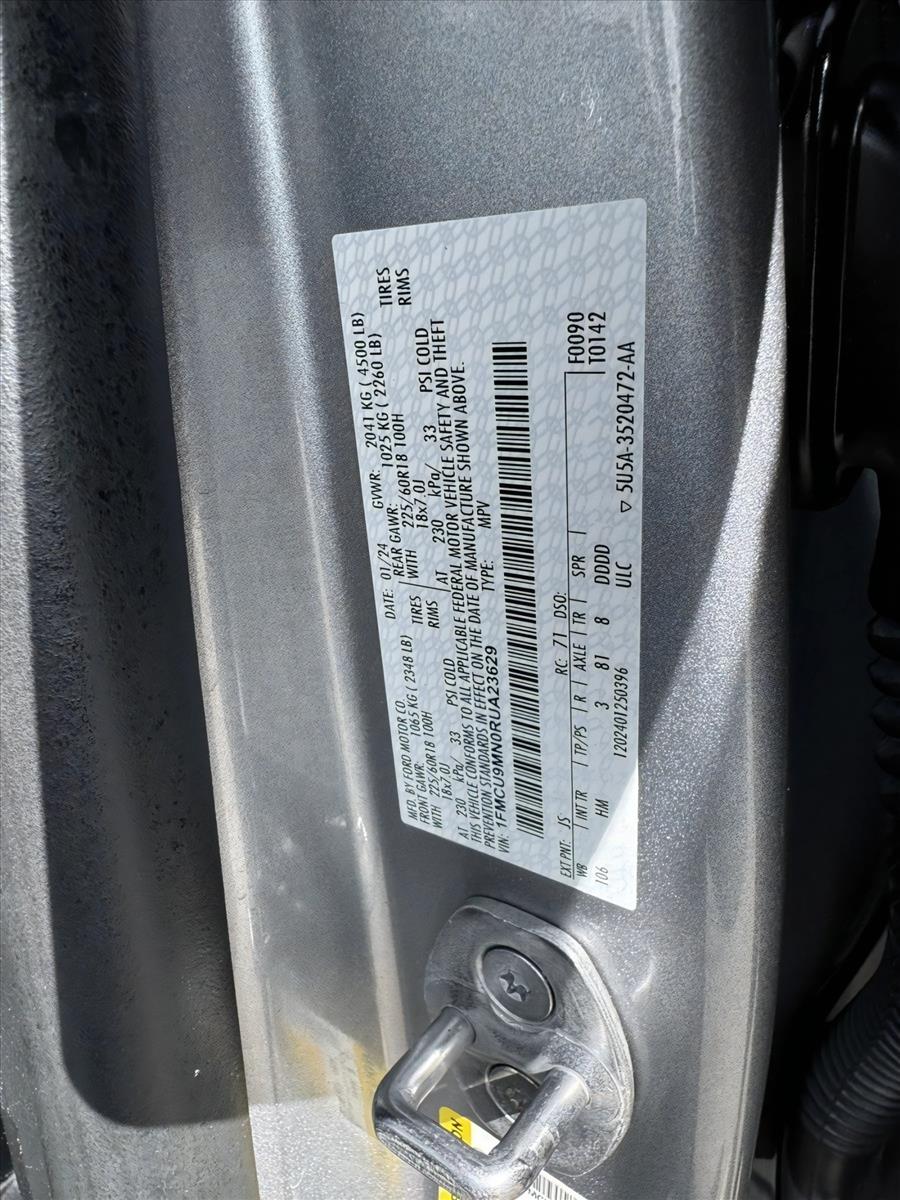 MFD. BY FORD MOTOR CO.
DATE: 01/24 GVWR: 2041 KG ( 4500 LB)
FRONT GAWR: 1065 KG ( 2348 LB)
REAR GAWR: 1025 KG ( 2260 LB)
WITH 225/60R18 100H TIRES
WITH 225/60R18 100H TIRES
18x7.0J RIMS
18x7.0J RIMS
AT 230 kPa/ 33 PSI COLD
AT 230 kPa/ 33 PSI COLD
THIS VEHICLE CONFORMS TO ALL APPLICABLE FEDERAL MOTOR VEHICLE SAFETY AND THEFT
PREVENTION STANDARDS IN EFFECT ON THE DATE OF MANUFACTURE SHOWN ABOVE.
VIN: 1FMCU9MN0RUA23629 TYPE: MPV
EXT PNT: JS RC: 71 DSO:
WB INT TR TP/PS R AXLE TR SPR F0090
106 HM 3 81 8 DDDD T0142
1202401250396 ULC ▽ 5U5A-3520472-AA